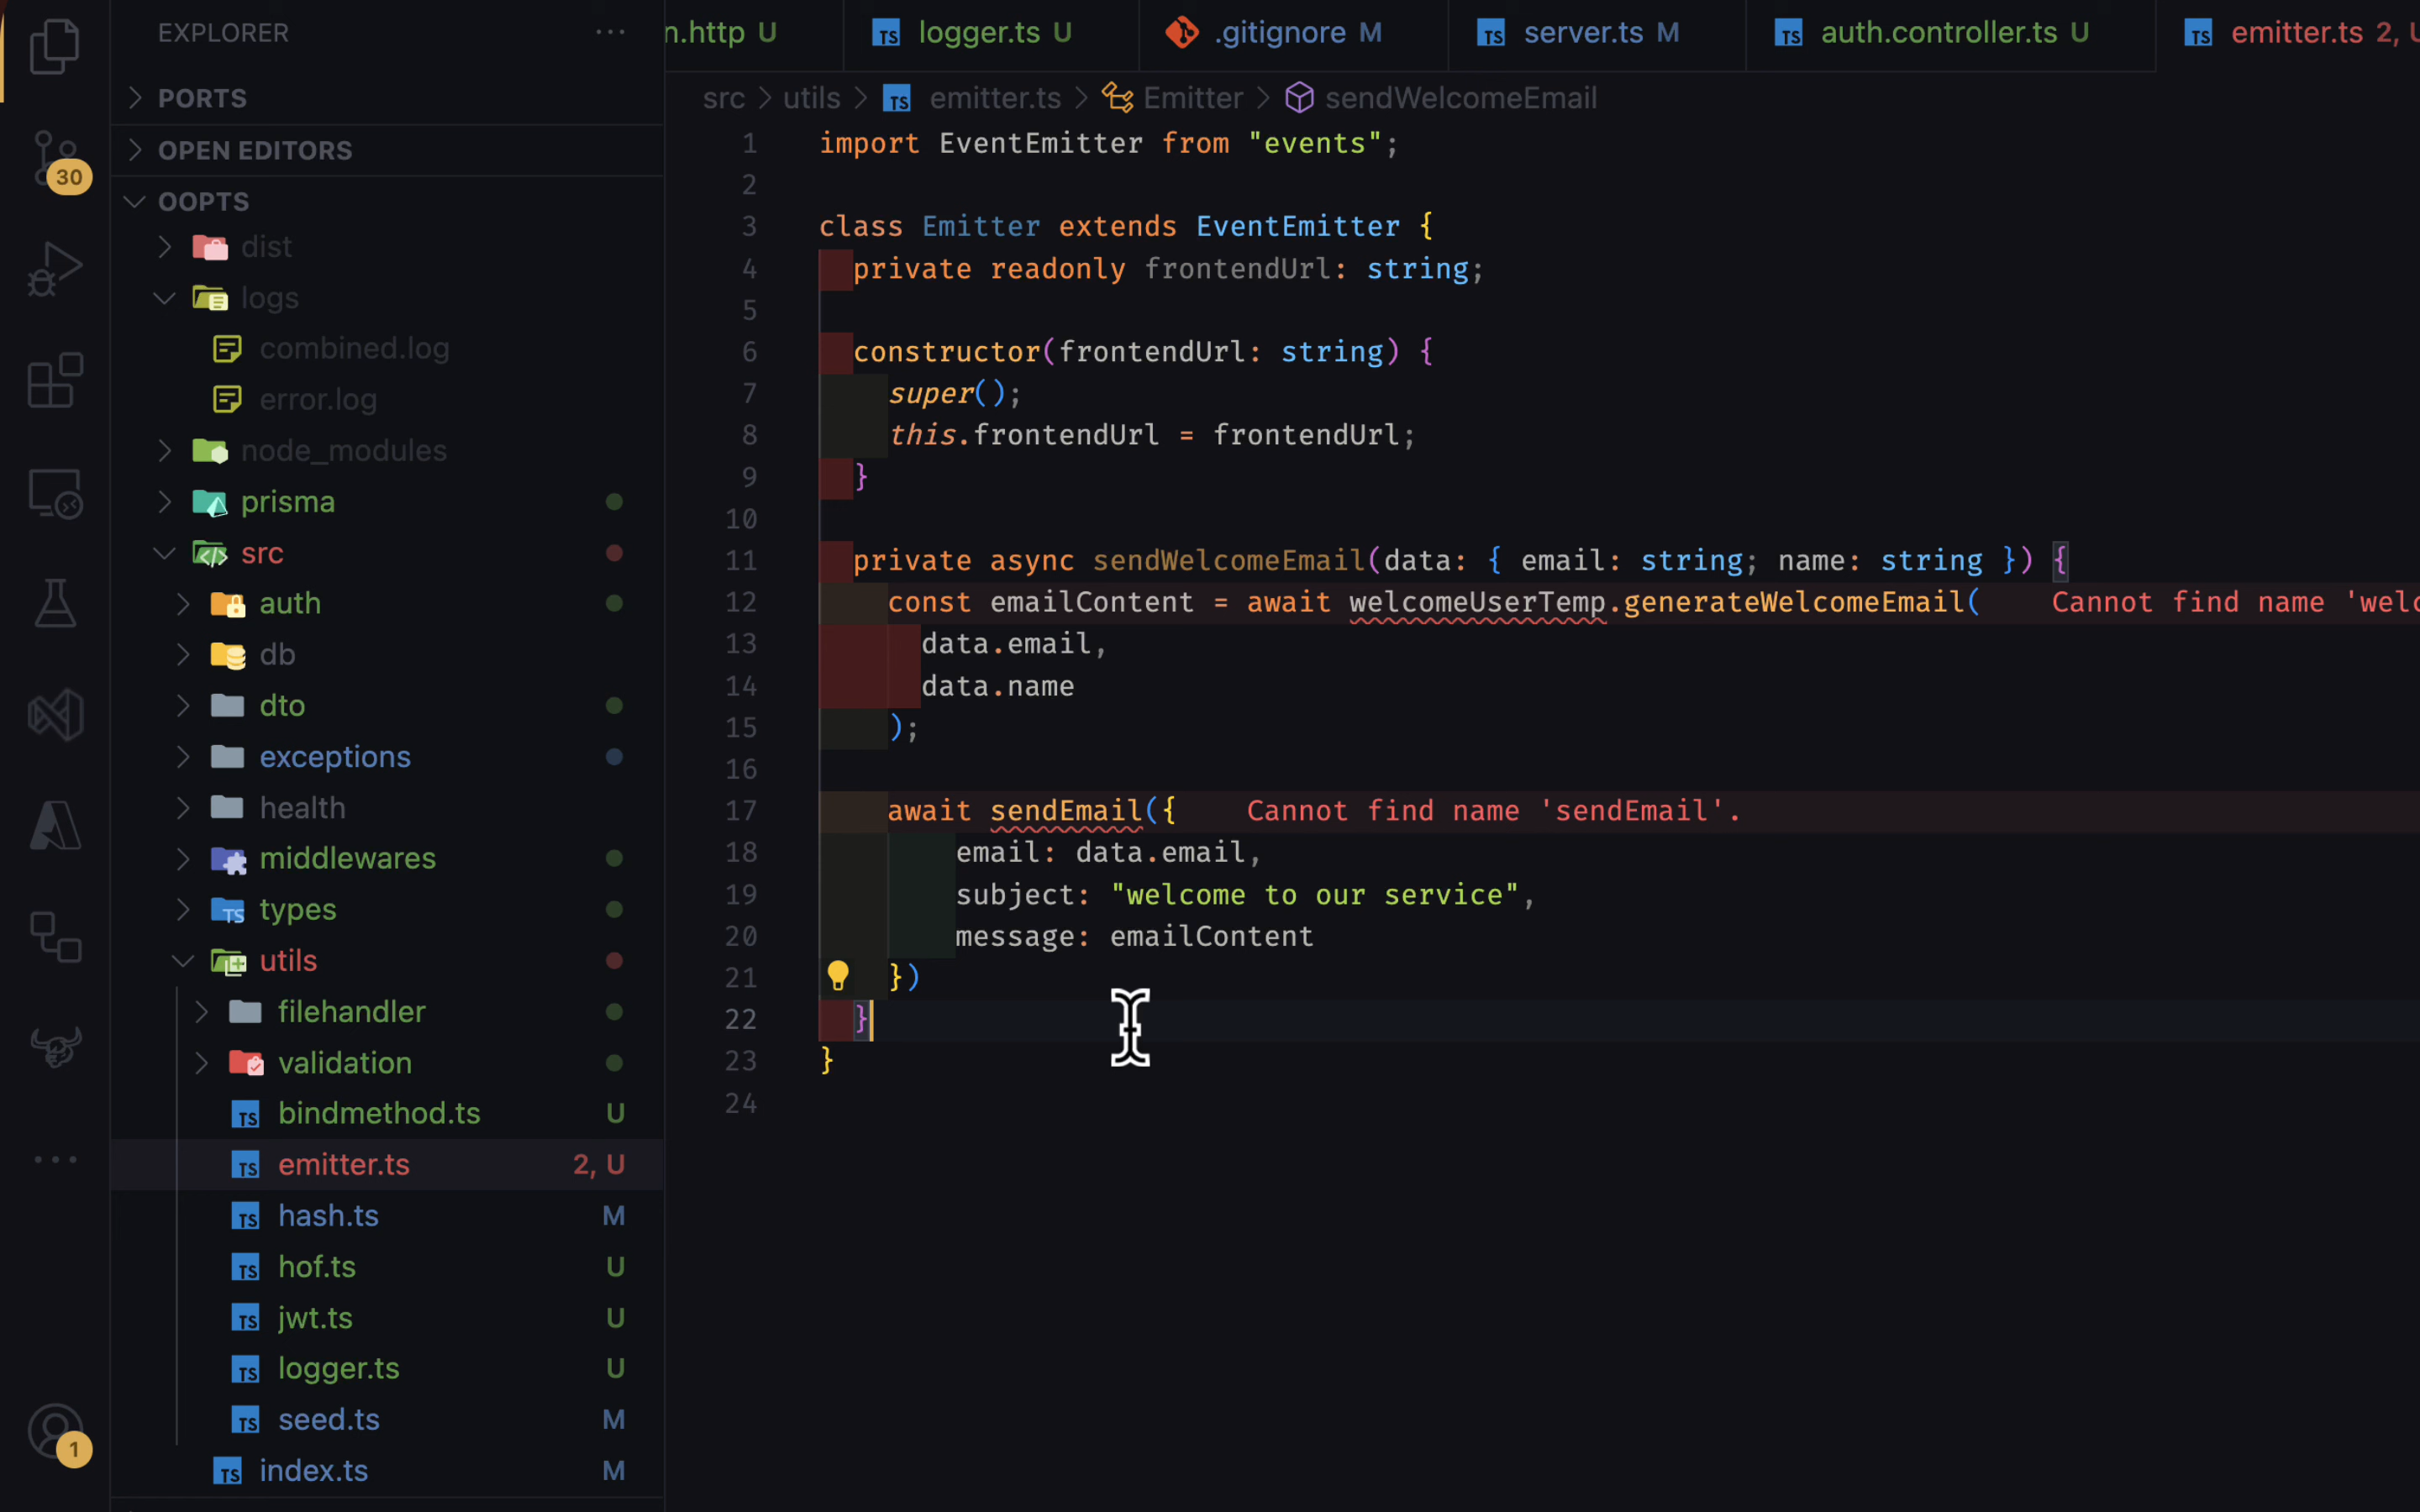 EXPLORER
PORTS
OPEN EDITORS
OOPTS
dist
logs
combined.log
error.log
node_modules
prisma
src
auth
db
dto
exceptions
health
middlewares
types
utils
filehandler
validation
bindmethod.ts U
emitter.ts 2, U
hash.ts M
hof.ts U
jwt.ts U
logger.ts U
seed.ts M
index.ts M
30
1
n.http U
logger.ts U
.gitignore M
server.ts M
auth.controller.ts U
emitter.ts 2, U
src > utils > TS emitter.ts > Emitter > sendWelcomeEmail
1 import EventEmitter from "events";
2
3 class Emitter extends EventEmitter {
4 private readonly frontendUrl: string;
5
6 constructor(frontendUrl: string) {
7 super();
8 this.frontendUrl = frontendUrl;
9 }
10
11 private async sendWelcomeEmail(data: { email: string; name: string }) {
12 const emailContent = await welcomeUserTemp.generateWelcomeEmail( Cannot find name 'welc
13 data.email,
14 data.name
15 );
16
17 await sendEmail({ Cannot find name 'sendEmail'.
18 email: data.email,
19 subject: "welcome to our service",
20 message: emailContent
21 })
22 }
23 }
24